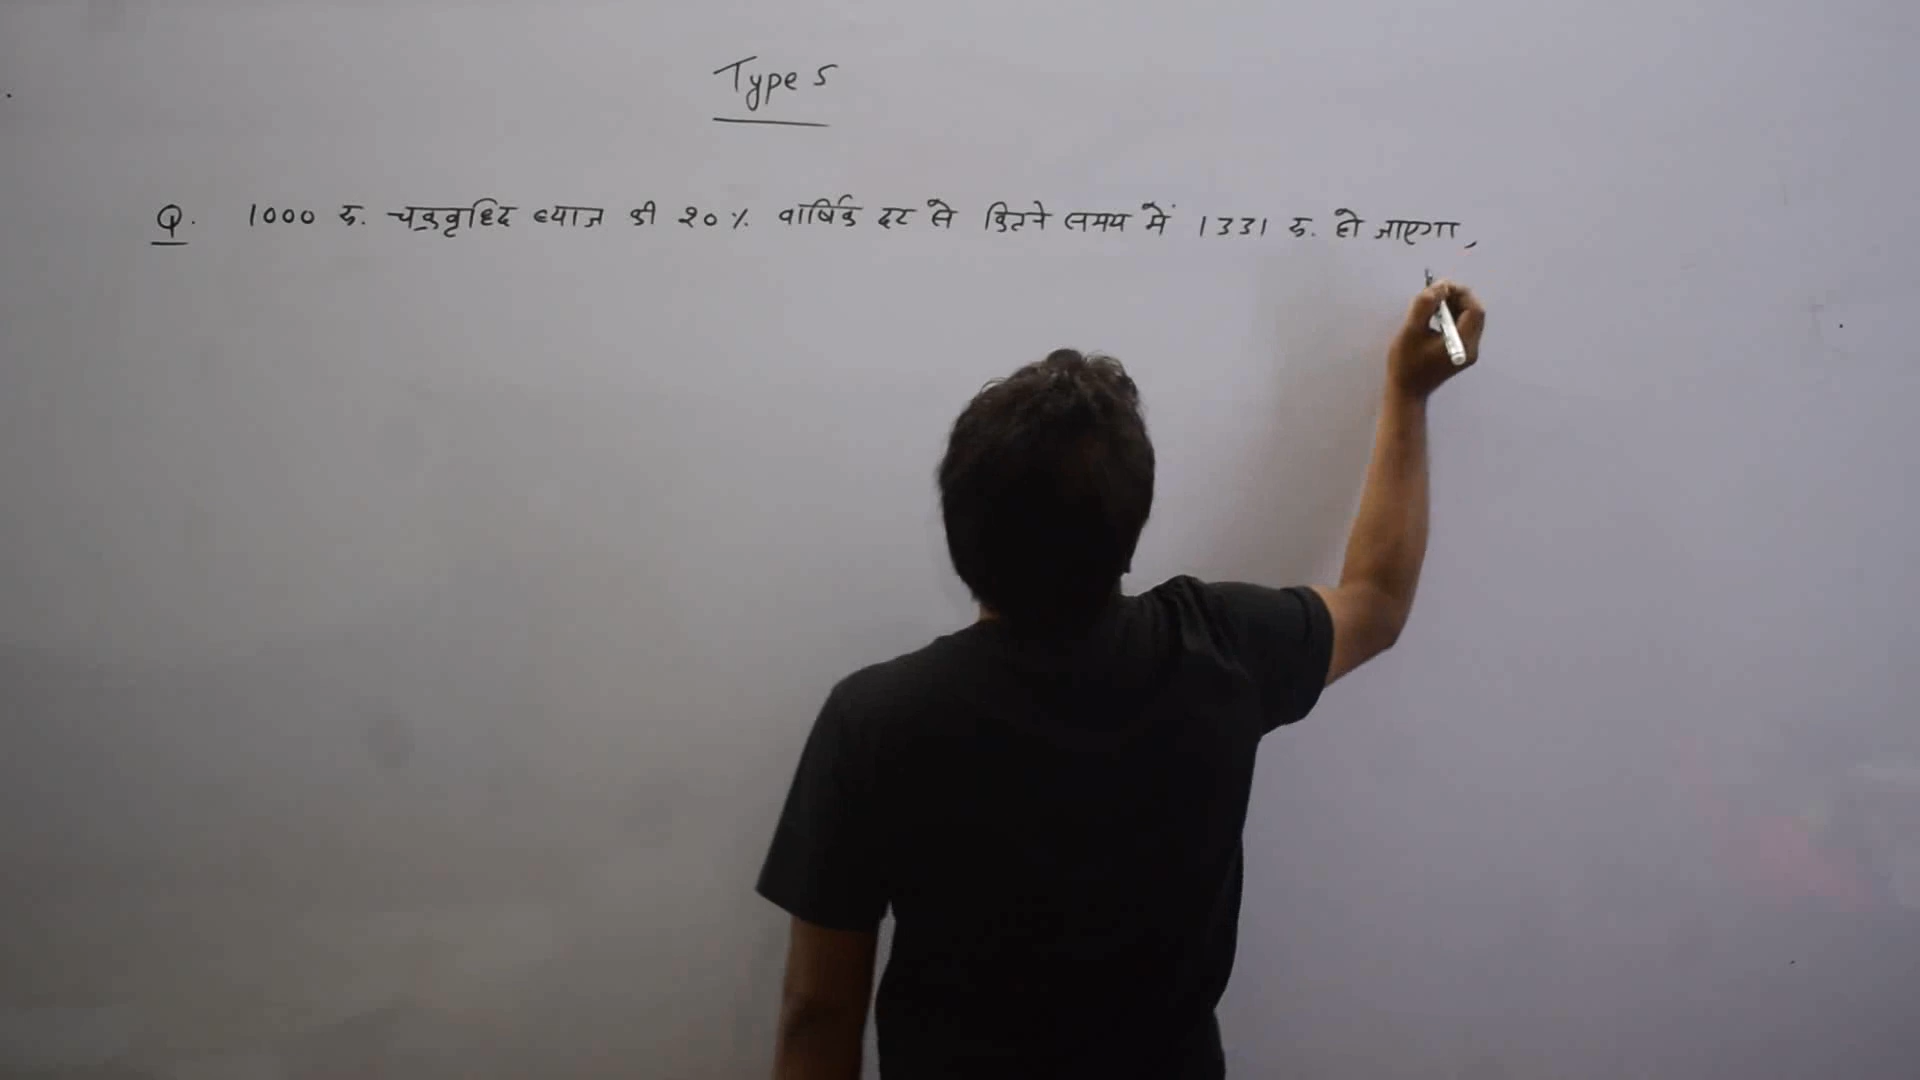 Type 5
Q. 1000 रु. चक्रवृध्दि ब्याज की 20% वार्षिक दर से कितने समय में 1331 रु. हो जाएगा,